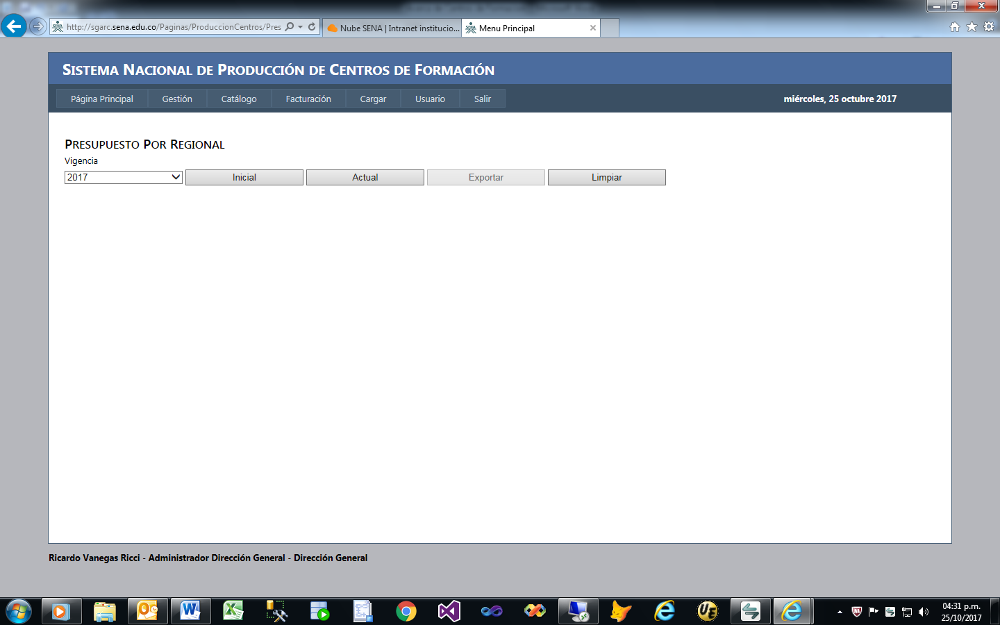 http://sgarc.sena.edu.co/Paginas/ProduccionCentros/Pres
Nube SENA | Intranet institucio...
Menu Principal
SISTEMA NACIONAL DE PRODUCCIÓN DE CENTROS DE FORMACIÓN
Página Principal Gestión Catálogo Facturación Cargar Usuario Salir miércoles, 25 octubre 2017
PRESUPUESTO POR REGIONAL
Vigencia
2017 Inicial Actual Exportar Limpiar
Ricardo Vanegas Ricci - Administrador Dirección General - Dirección General
04:31 p.m.
25/10/2017